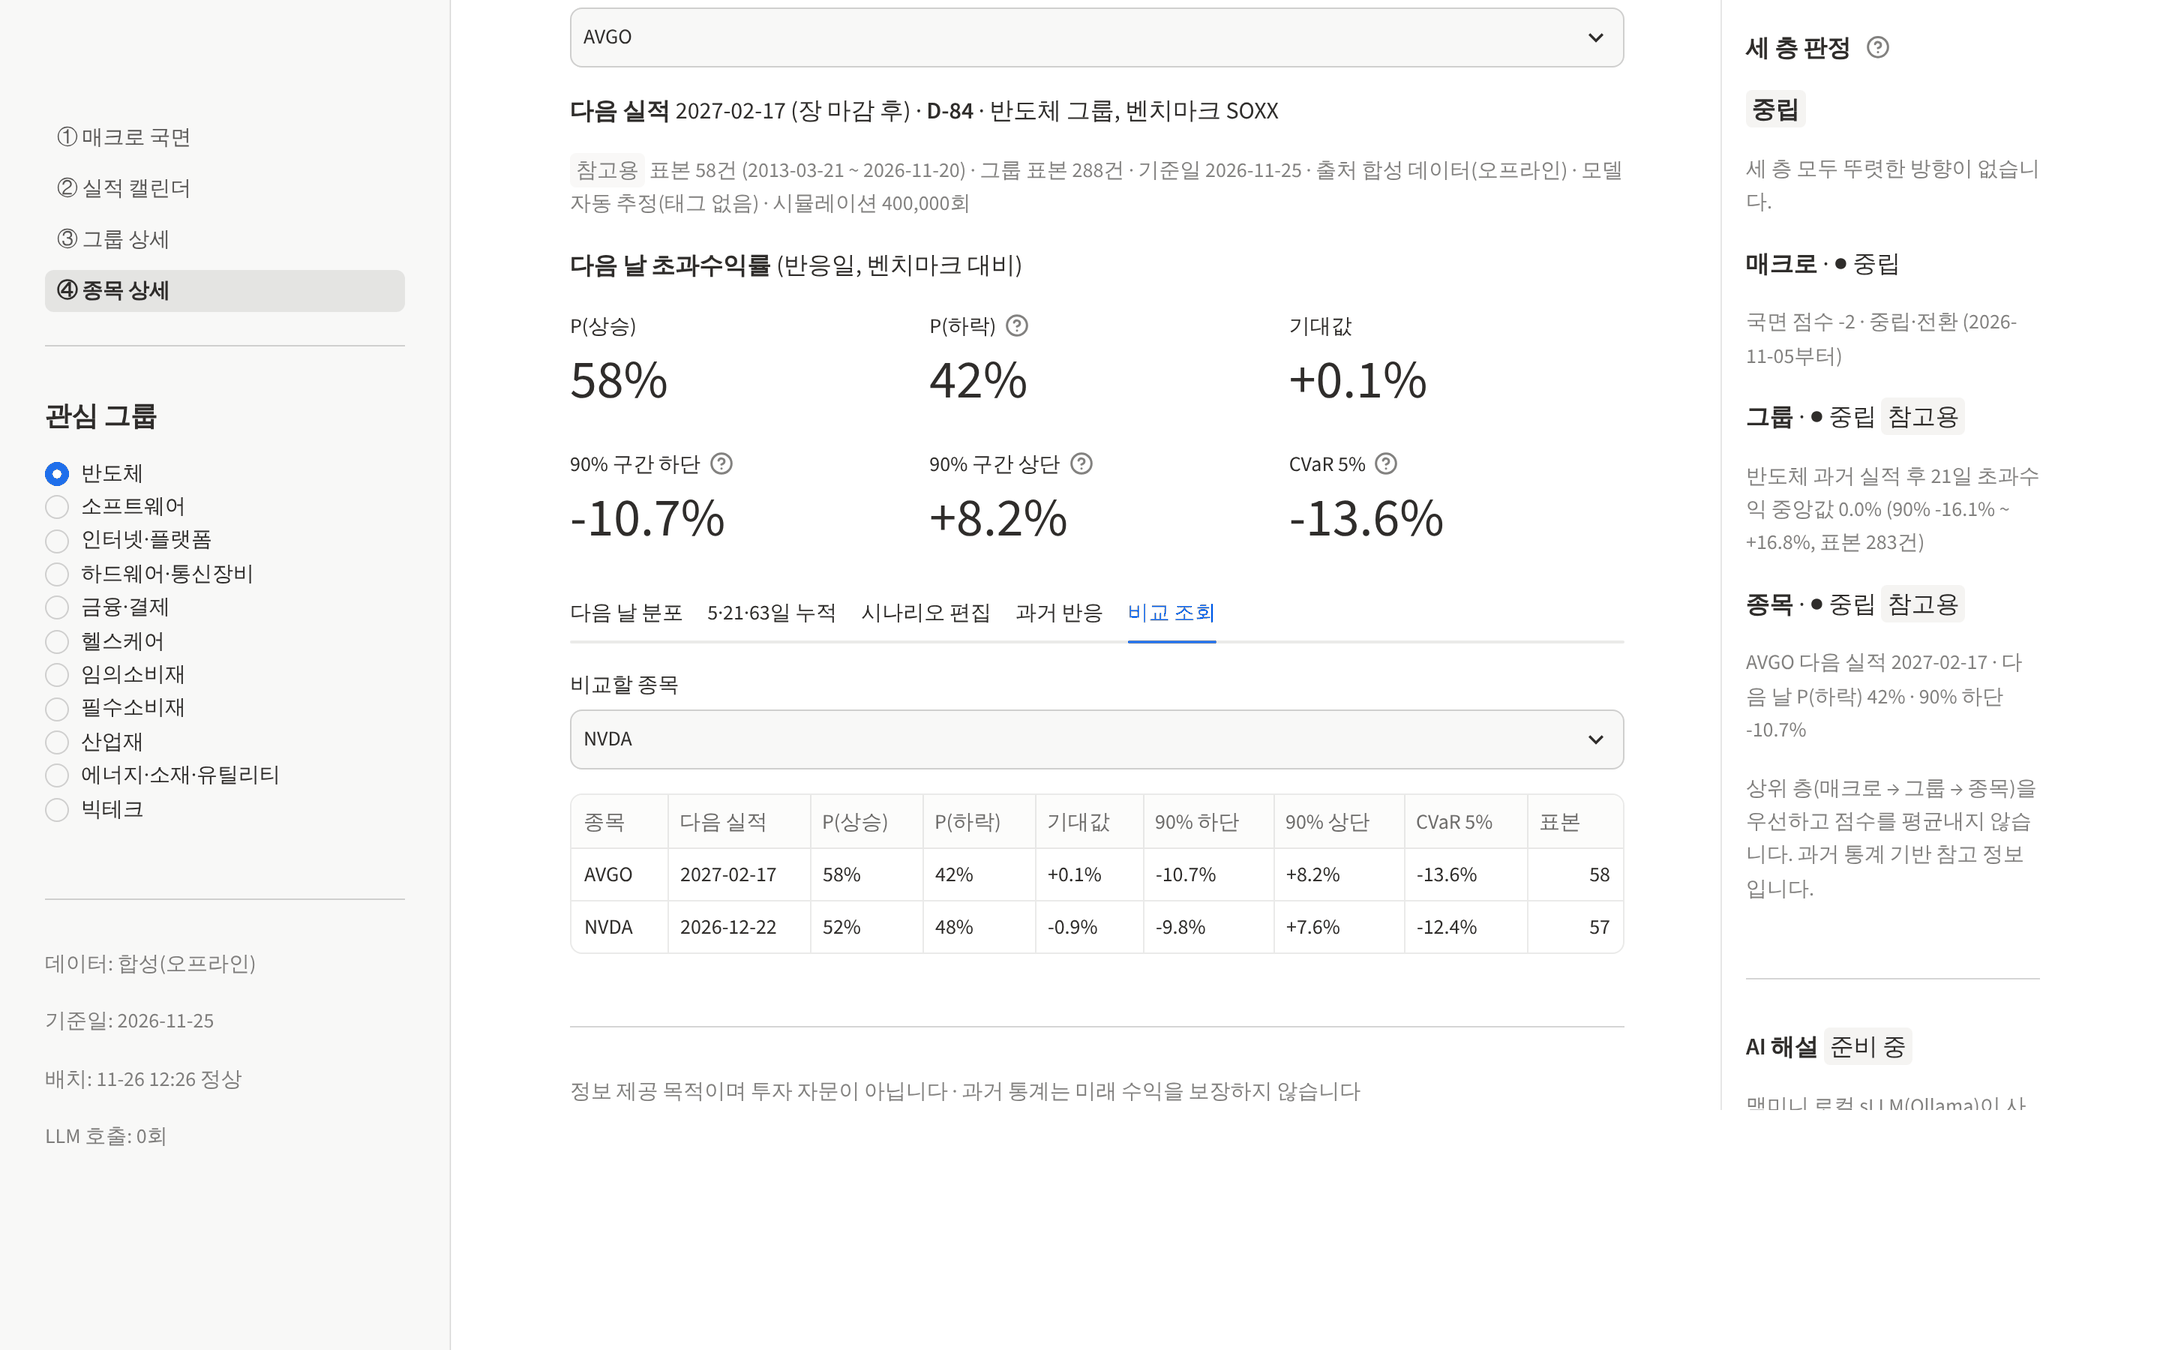 ① 매크로 국면
② 실적 캘린더
③ 그룹 상세
④ 종목 상세
관심 그룹
반도체
소프트웨어
인터넷·플랫폼
하드웨어·통신장비
금융·결제
헬스케어
임의소비재
필수소비재
산업재
에너지·소재·유틸리티
빅테크
데이터: 합성(오프라인)
기준일: 2026-11-25
배치: 11-26 12:26 정상
LLM 호출: 0회
AVGO
다음 실적 2027-02-17 (장 마감 후) · D-84 · 반도체 그룹, 벤치마크 SOXX
참고용 표본 58건 (2013-03-21 ~ 2026-11-20) · 그룹 표본 288건 · 기준일 2026-11-25 · 출처 합성 데이터(오프라인) · 모델
자동 추정(태그 없음) · 시뮬레이션 400,000회
다음 날 초과수익률 (반응일, 벤치마크 대비)
P(상승) P(하락) 기대값
58% 42% +0.1%
90% 구간 하단 90% 구간 상단 CVaR 5%
-10.7% +8.2% -13.6%
다음 날 분포 5·21·63일 누적 시나리오 편집 과거 반응 비교 조회
비교할 종목
NVDA
종목 다음 실적 P(상승) P(하락) 기대값 90% 하단 90% 상단 CVaR 5% 표본
AVGO 2027-02-17 58% 42% +0.1% -10.7% +8.2% -13.6% 58
NVDA 2026-12-22 52% 48% -0.9% -9.8% +7.6% -12.4% 57
정보 제공 목적이며 투자 자문이 아닙니다 · 과거 통계는 미래 수익을 보장하지 않습니다
세 층 판정
중립
세 층 모두 뚜렷한 방향이 없습니
다.
매크로 · ● 중립
국면 점수 -2 · 중립·전환 (2026-
11-05부터)
그룹 · ● 중립 참고용
반도체 과거 실적 후 21일 초과수
익 중앙값 0.0% (90% -16.1% ~
+16.8%, 표본 283건)
종목 · ● 중립 참고용
AVGO 다음 실적 2027-02-17 · 다
음 날 P(하락) 42% · 90% 하단
-10.7%
상위 층(매크로 → 그룹 → 종목)을
우선하고 점수를 평균내지 않습
니다. 과거 통계 기반 참고 정보
입니다.
AI 해설 준비 중
맥미니 로컬 sLLM(Ollama)이 사